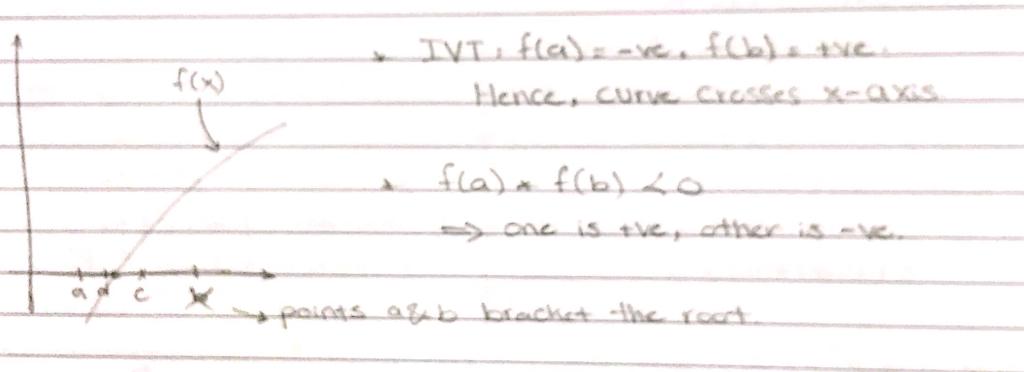 * IVT, f(a) = -ve, f(b) = +ve.
f(x)
Hence, curve crosses x-axis
* f(a) * f(b) < 0
⇒ one is +ve, other is -ve.
a d c
→ points a & b bracket the root.